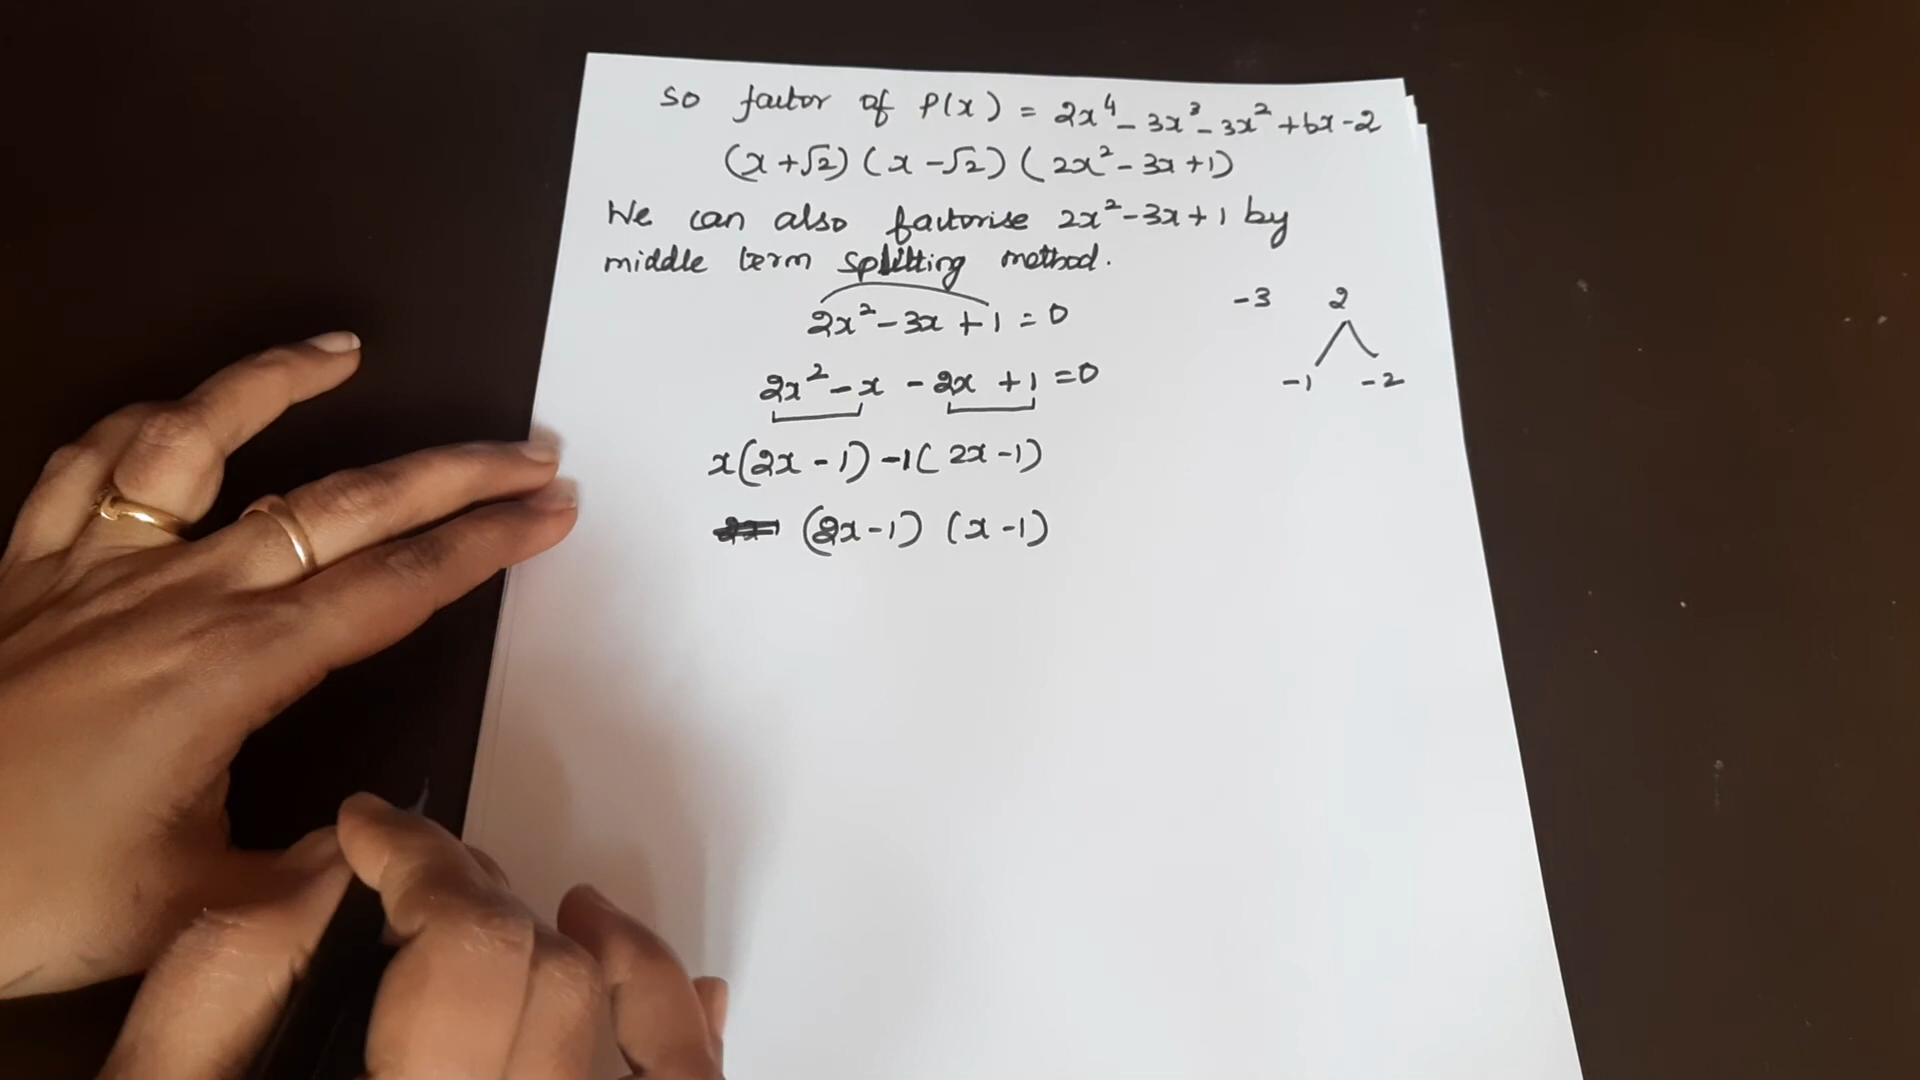 so factor of P(x) = 2x⁴ - 3x³ - 3x² + 6x - 2
(x + √2) (x - √2) ( 2x² - 3x + 1)
We can also factorise 2x² - 3x + 1 by
middle term splitting method.
2x² - 3x + 1 = 0
-3 2
2x² - x - 2x + 1 = 0
-1 -2
x(2x - 1) -1( 2x - 1)
(2x - 1) (x - 1)